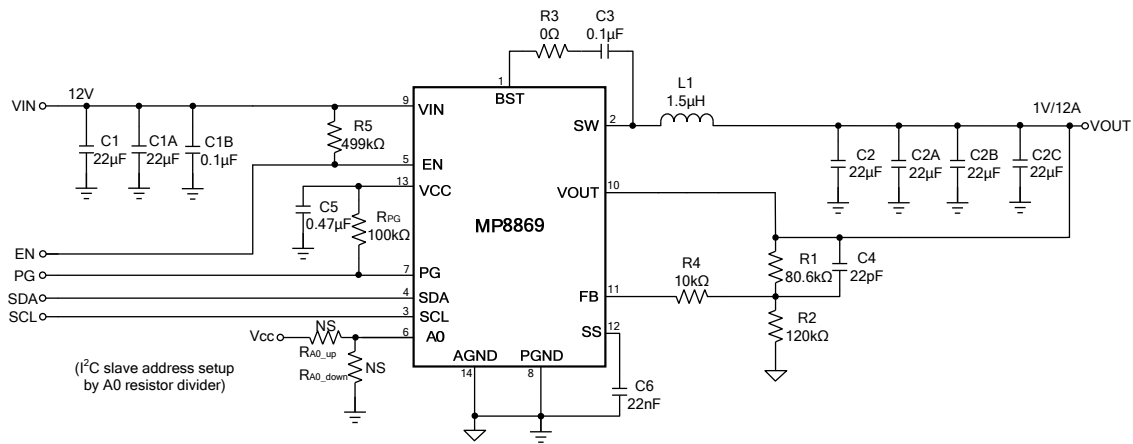 R3
0Ω
C3
0.1µF
1
BST
L1
1.5µH
12V
VIN
9
VIN
C1
22µF
C1A
22µF
C1B
0.1µF
R5
499kΩ
5
EN
13
VCC
C5
0.47µF
RPG
100kΩ
MP8869
SW
2
1V/12A
VOUT
C2
22µF
C2A
22µF
C2B
22µF
C2C
22µF
VOUT
10
R1
80.6kΩ
C4
22pF
R4
10kΩ
FB
11
R2
120kΩ
SS
12
C6
22nF
EN
PG
7
PG
SDA
4
SDA
SCL
3
SCL
Vcc
NS
6
A0
RA0_up
RA0_down
NS
(I²C slave address setup
by A0 resistor divider)
AGND
14
PGND
8